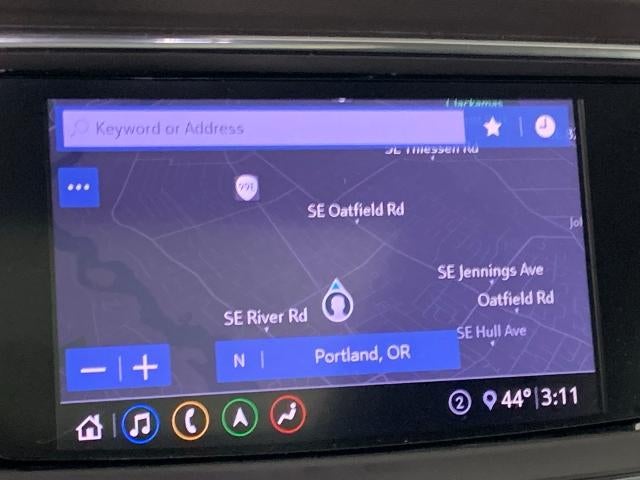 Clackamas
Keyword or Address
SE Thiessen Rd
99E
SE Oatfield Rd
SE Jennings Ave
Oatfield Rd
SE River Rd
SE Hull Ave
N | Portland, OR
2 44° 3:11